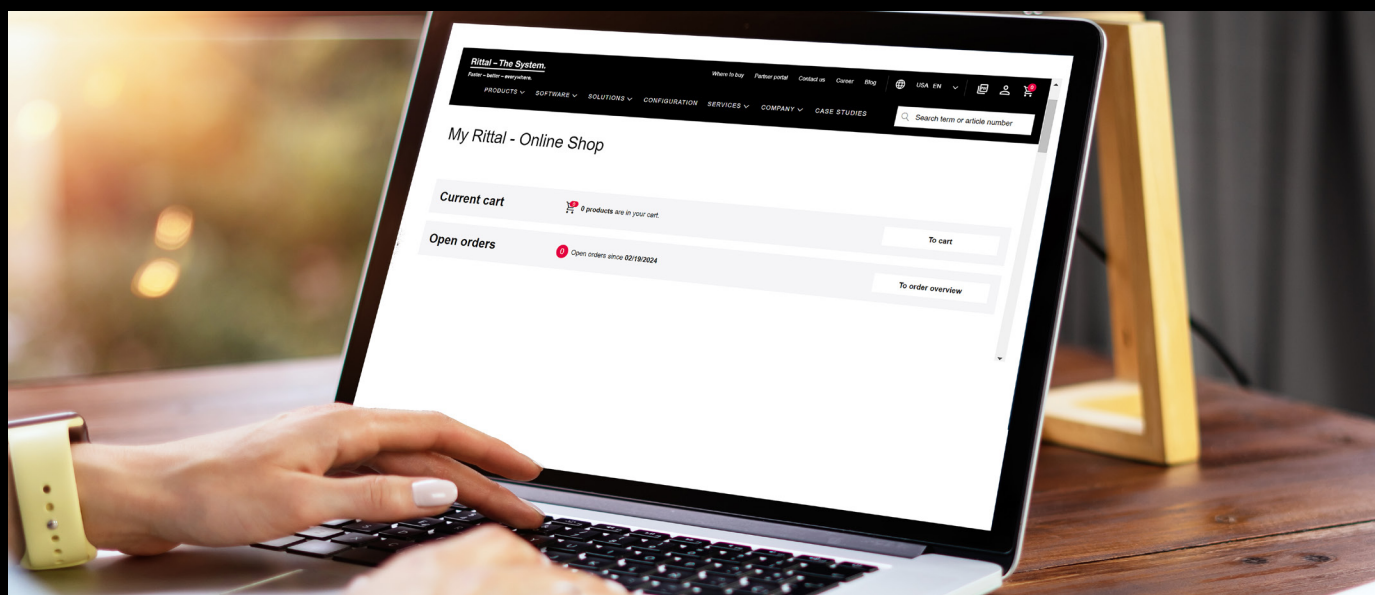 Rittal – The System.
Faster – better – everywhere.
Where to buy Partner portal Contact us Career Blog USA EN 0
PRODUCTS SOFTWARE SOLUTIONS CONFIGURATION SERVICES COMPANY CASE STUDIES
Search term or article number
My Rittal - Online Shop
Current cart
0 products are in your cart.
To cart
Open orders
0 Open orders since 02/19/2024
To order overview